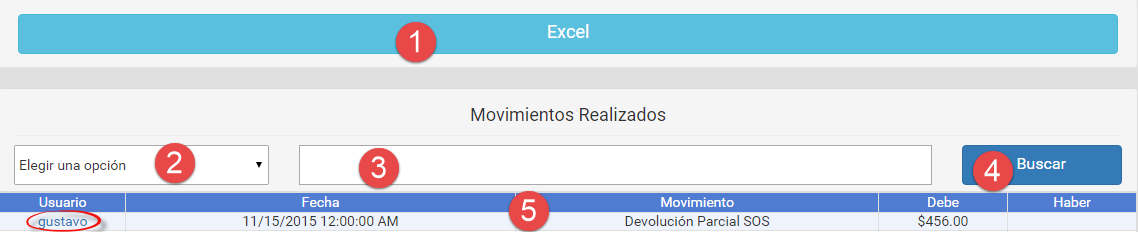 Excel
1
Movimientos Realizados
Elegir una opción 2 3 4 Buscar
Usuario Fecha 5 Movimiento Debe Haber
gustavo 11/15/2015 12:00:00 AM Devolución Parcial SOS $456.00